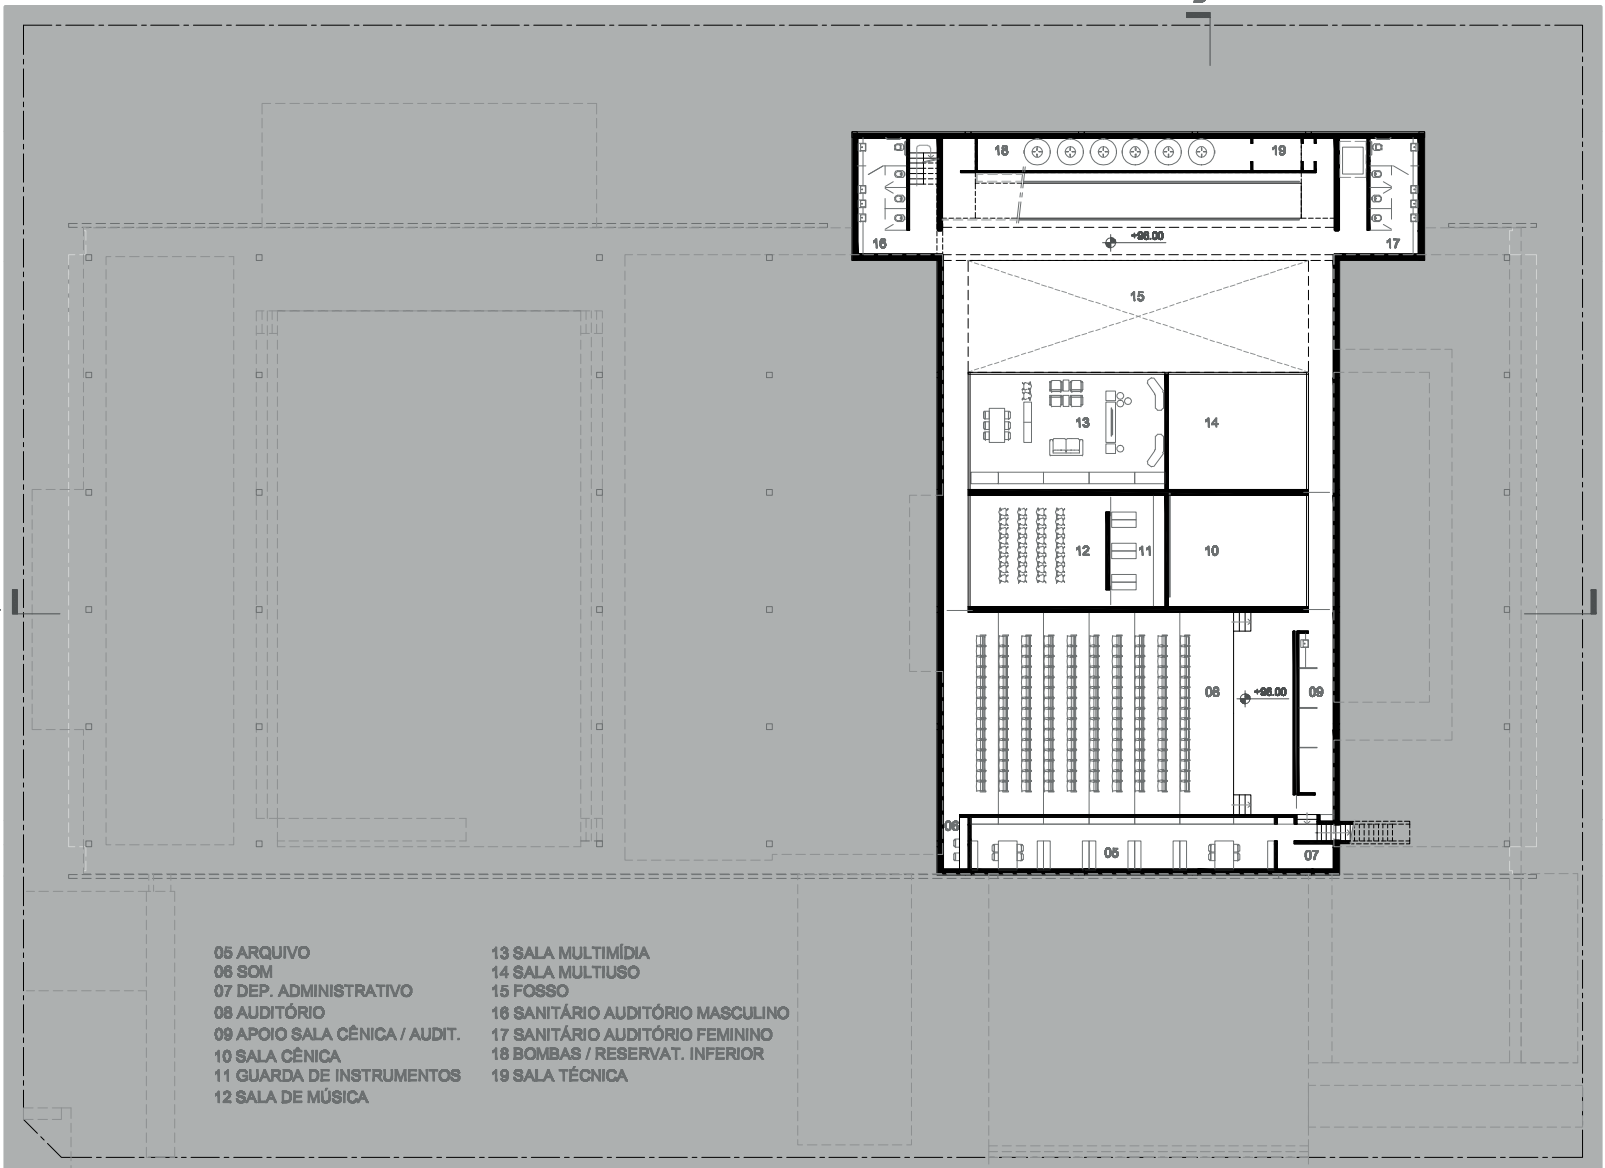 18
19
16
+96.00
17
15
13
14
12
11
10
08
+96.00
09
06
05
07
05 ARQUIVO
06 SOM
07 DEP. ADMINISTRATIVO
08 AUDITÓRIO
09 APOIO SALA CÊNICA / AUDIT.
10 SALA CÊNICA
11 GUARDA DE INSTRUMENTOS
12 SALA DE MÚSICA
13 SALA MULTIMÍDIA
14 SALA MULTIUSO
15 FOSSO
16 SANITÁRIO AUDITÓRIO MASCULINO
17 SANITÁRIO AUDITÓRIO FEMININO
18 BOMBAS / RESERVAT. INFERIOR
19 SALA TÉCNICA